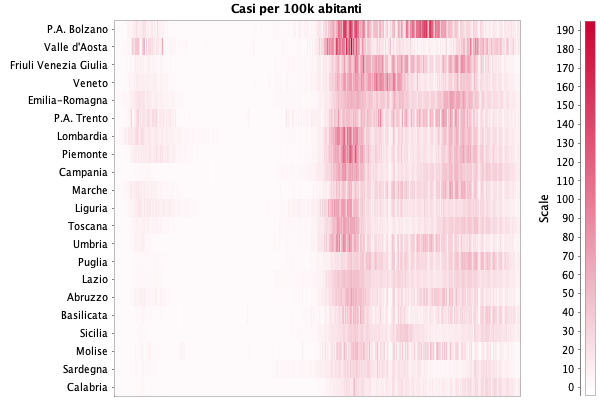 Casi per 100k abitanti
P.A. Bolzano
Valle d'Aosta
Friuli Venezia Giulia
Veneto
Emilia-Romagna
P.A. Trento
Lombardia
Piemonte
Campania
Marche
Liguria
Toscana
Umbria
Puglia
Lazio
Abruzzo
Basilicata
Sicilia
Molise
Sardegna
Calabria
Scale
190
180
170
160
150
140
130
120
110
100
90
80
70
60
50
40
30
20
10
0